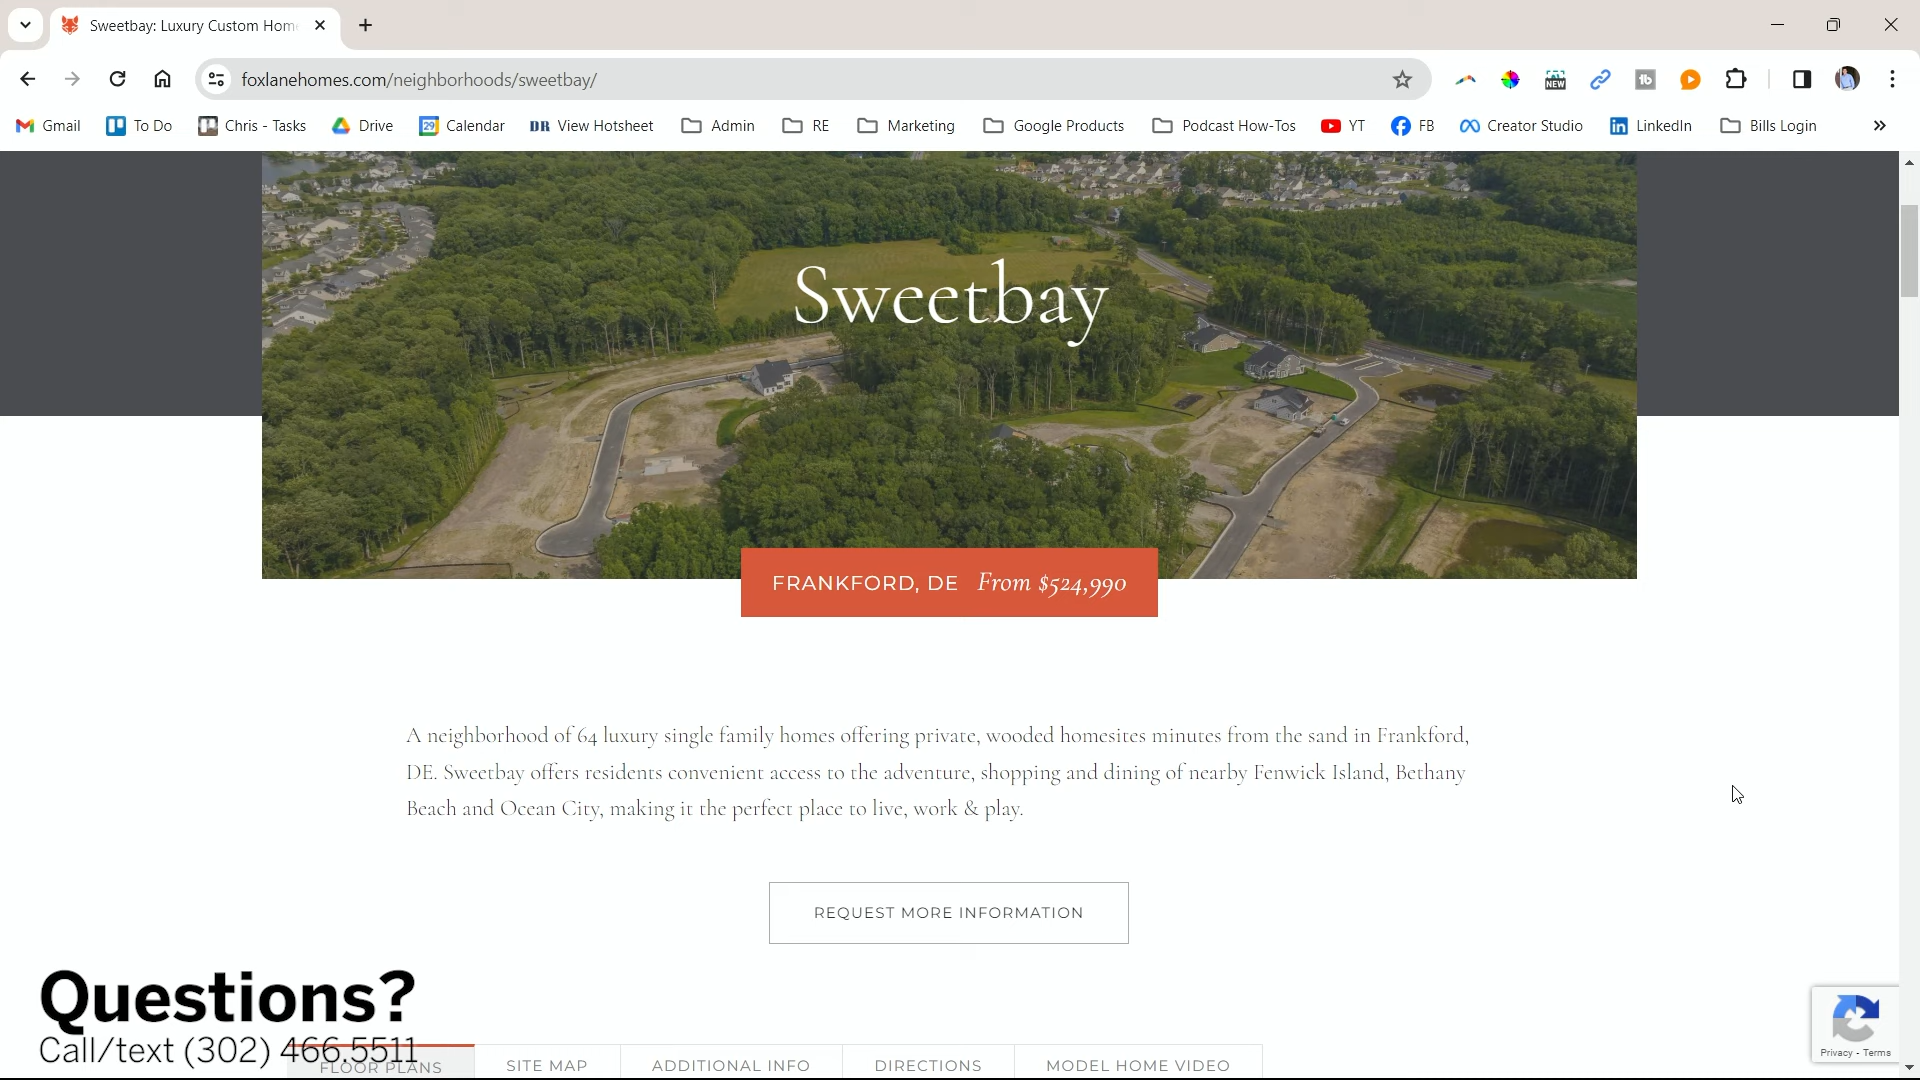 Sweetbay: Luxury Custom Hom
foxlanehomes.com/neighborhoods/sweetbay/
NEW
tb
Gmail
To Do
Chris - Tasks
Drive
29
Calendar
DR View Hotsheet
Admin
RE
Marketing
Google Products
Podcast How-Tos
YT
FB
Creator Studio
in LinkedIn
Bills Login
Sweetbay
FRANKFORD, DE From $524,990
A neighborhood of 64 luxury single family homes offering private, wooded homesites minutes from the sand in Frankford,
DE. Sweetbay offers residents convenient access to the adventure, shopping and dining of nearby Fenwick Island, Bethany
Beach and Ocean City, making it the perfect place to live, work & play.
REQUEST MORE INFORMATION
Questions?
Call/text (302) 466.5511
FLOOR PLANS
SITE MAP
ADDITIONAL INFO
DIRECTIONS
MODEL HOME VIDEO
Privacy - Terms